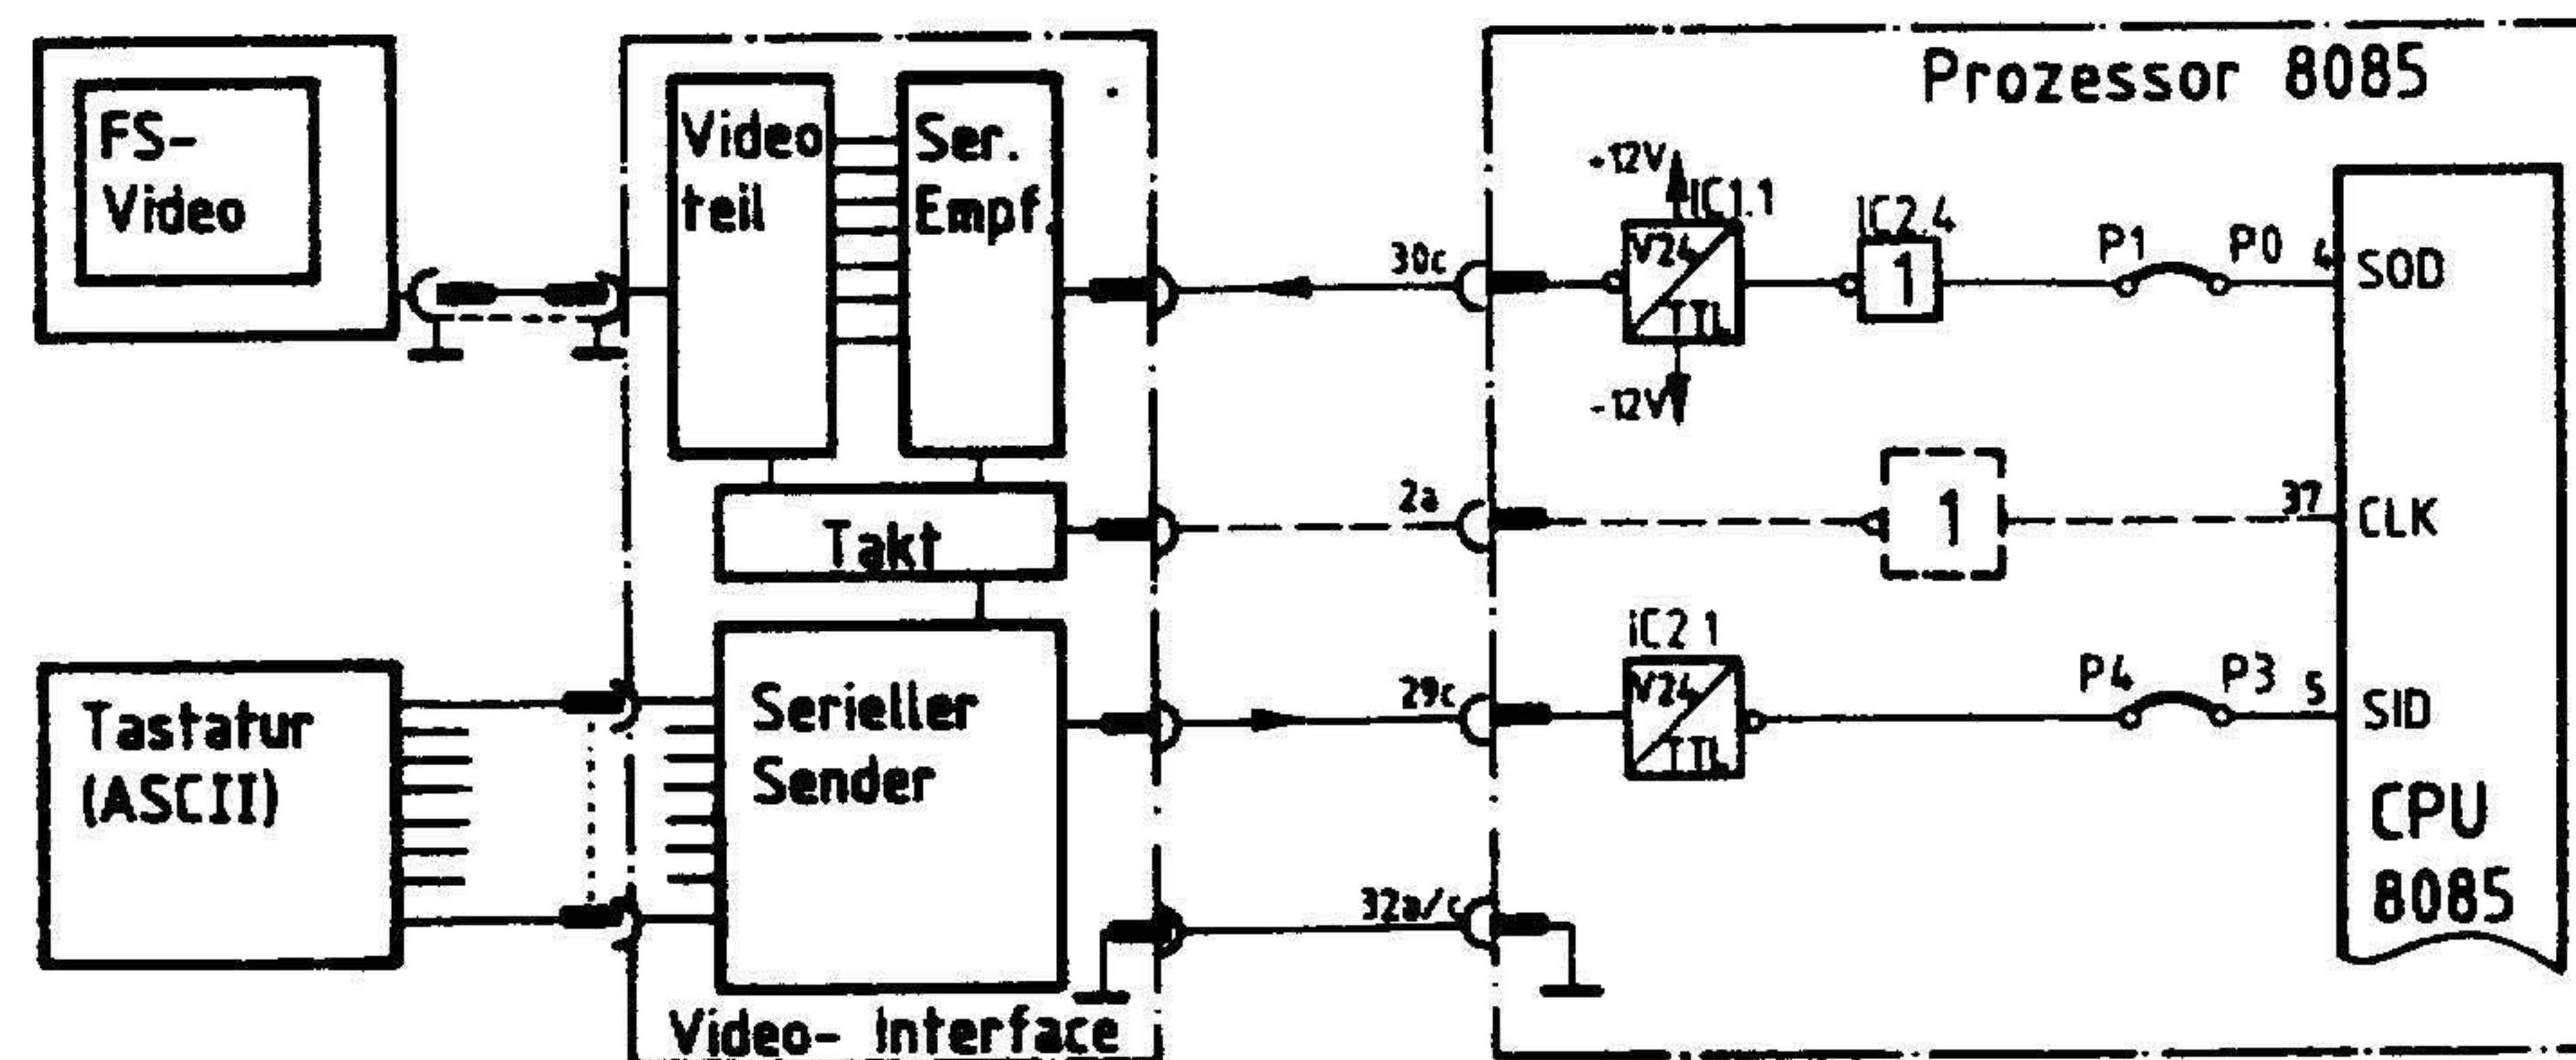 Prozessor 8085
FS-
Video
Video
teil
Ser.
Empf.
30c
-12V
IC1.1
V24
TTL
-12V
IC2.4
1
P1
P0
4
SOD
Takt
2a
1
37
CLK
Tastatur
(ASCII)
Serieller
Sender
29c
IC2 1
V24
TTL
P4
P3
5
SID
CPU
8085
32a/c
Video- Interface